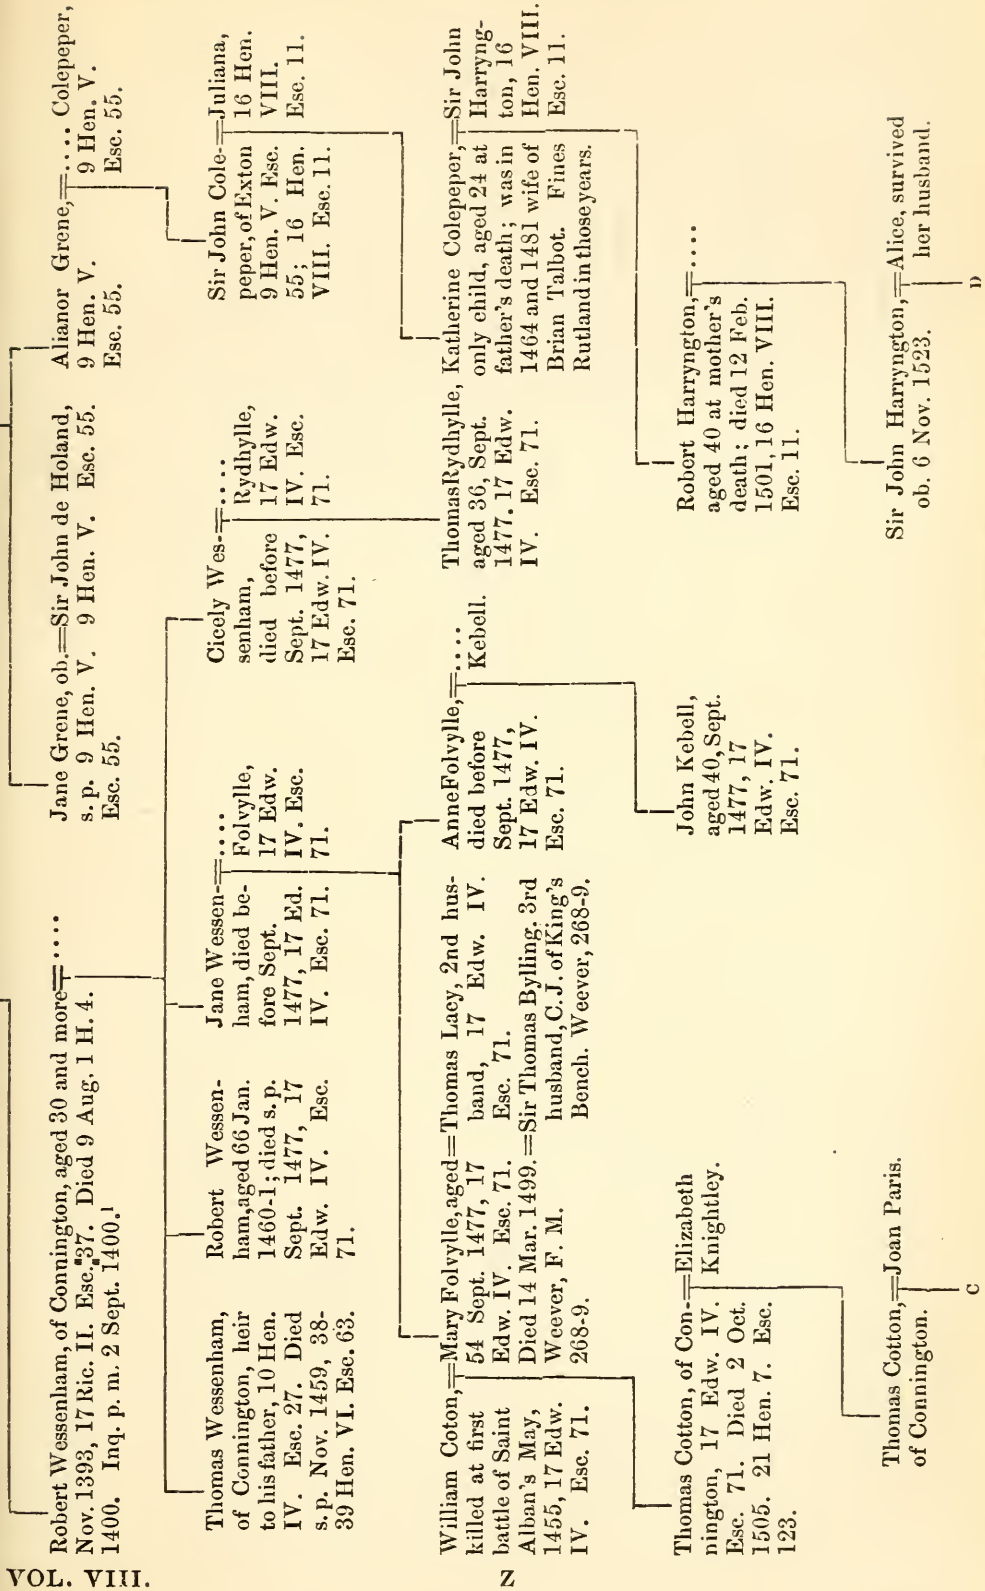 Robert Wessenham, of Connington, aged 30 and more=....
Nov. 1393, 17 Ric. II. Esc. 37. Died 9 Aug. 1 H. 4.
1400. Inq. p. m. 2 Sept. 1400.¹
Jane Grene, ob.=Sir John de Holand,
s. p. 9 Hen. V. 9 Hen. V. Esc. 55.
Esc. 55.
Alianor Grene,=.... Colepeper,
9 Hen. V. 9 Hen. V.
Esc. 55. Esc. 55.
Thomas Wessenham,
of Connington, heir
to his father, 10 Hen.
IV. Esc. 27. Died
s. p. Nov. 1459, 38-
39 Hen. VI. Esc. 63.
Robert Wessen-
ham, aged 66 Jan.
1460-1; died s. p.
Sept. 1477, 17
Edw. IV. Esc.
71.
Jane Wessen-=....
ham, died be- Folvylle,
fore Sept. 17 Edw.
1477, 17 Ed. IV. Esc.
IV. Esc. 71. 71.
Cicely Wes-=....
senham, Rydhylle,
died before 17 Edw.
Sept. 1477, IV. Esc.
17 Edw. IV. 71.
Esc. 71.
Sir John Cole-=Juliana,
peper, of Exton 16 Hen.
9 Hen. V. Esc. VIII.
55; 16 Hen. Esc. 11.
VIII. Esc. 11.
William Coton,=
killed at first
battle of Saint
Alban's May,
1455, 17 Edw.
IV. Esc. 71.
Mary Folvylle, aged=Thomas Lacy, 2nd hus-
54 Sept. 1477, 17 band, 17 Edw. IV.
Edw. IV. Esc. 71. Esc. 71.
Died 14 Mar. 1499.=Sir Thomas Bylling. 3rd
Weever, F. M. husband, C. J. of King's
268-9. Bench. Weever, 268-9.
Anne Folvylle,=....
died before Kebell.
Sept. 1477,
17 Edw. IV.
Esc. 71.
Thomas Rydhylle,
aged 36, Sept.
1477. 17 Edw.
IV. Esc. 71.
Katherine Colepeper,=Sir John
only child, aged 24 at Harryng-
father's death; was in ton, 16
1464 and 1481 wife of Hen. VIII.
Brian Talbot. Fines Esc. 11.
Rutland in those years.
Thomas Cotton, of Con-=Elizabeth
nington, 17 Edw. IV. Knightley.
Esc. 71. Died 2 Oct.
1505. 21 Hen. 7. Esc.
123.
John Kebell,
aged 40, Sept.
1477, 17
Edw. IV.
Esc. 71.
Robert Harryngton,=....
aged 40 at mother's
death; died 12 Feb.
1501, 16 Hen. VIII.
Esc. 11.
Thomas Cotton,=Joan Paris.
of Connington.
C
Sir John Harryngton,=Alice, survived
ob. 6 Nov. 1523. her husband.
D
VOL. VIII. Z